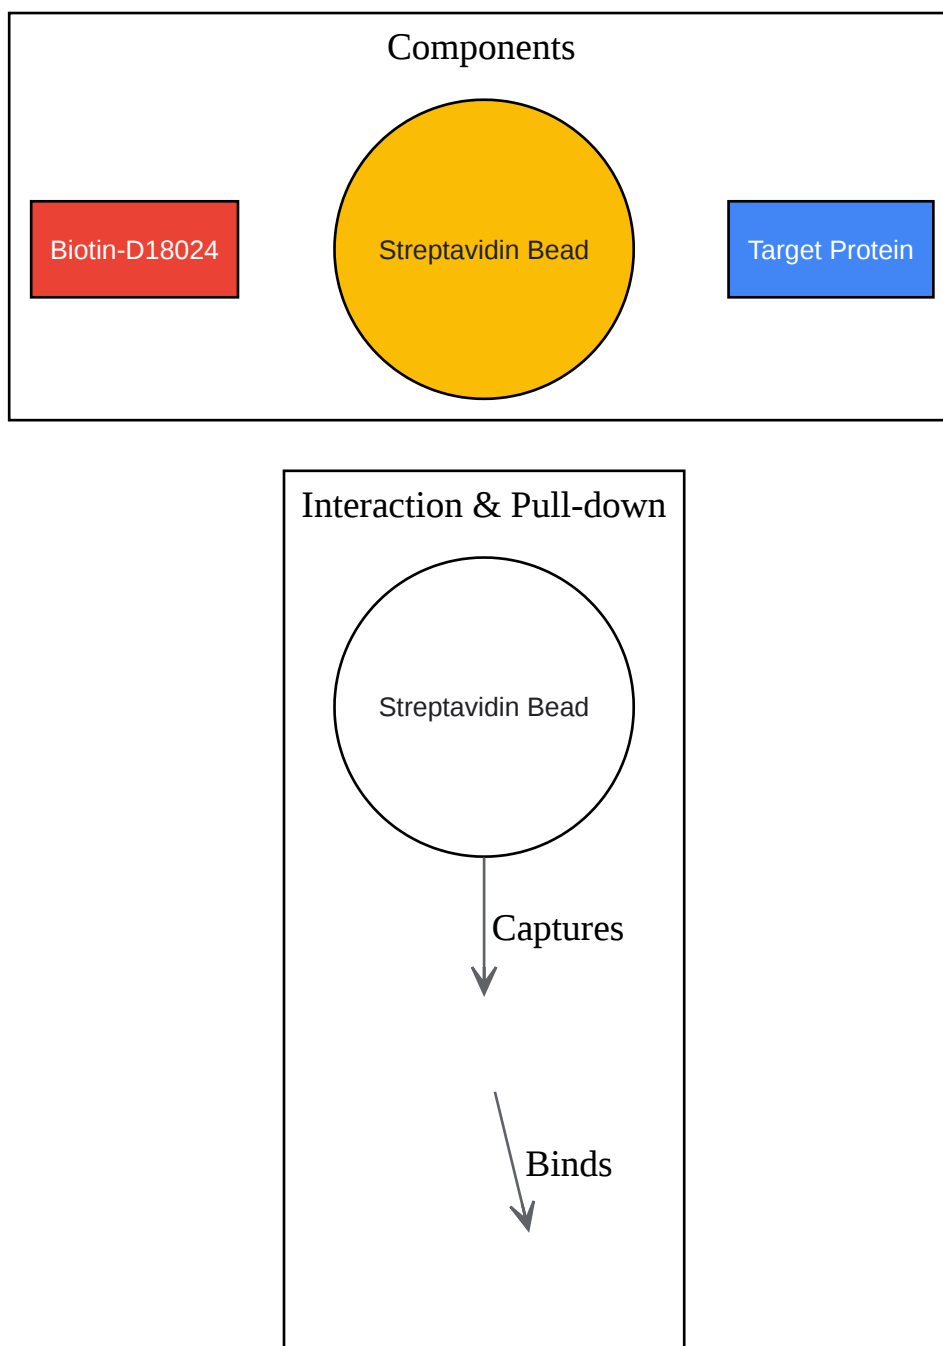 Components
Biotin-D18024
Streptavidin Bead
Target Protein
Interaction & Pull-down
Streptavidin Bead
Captures
Binds